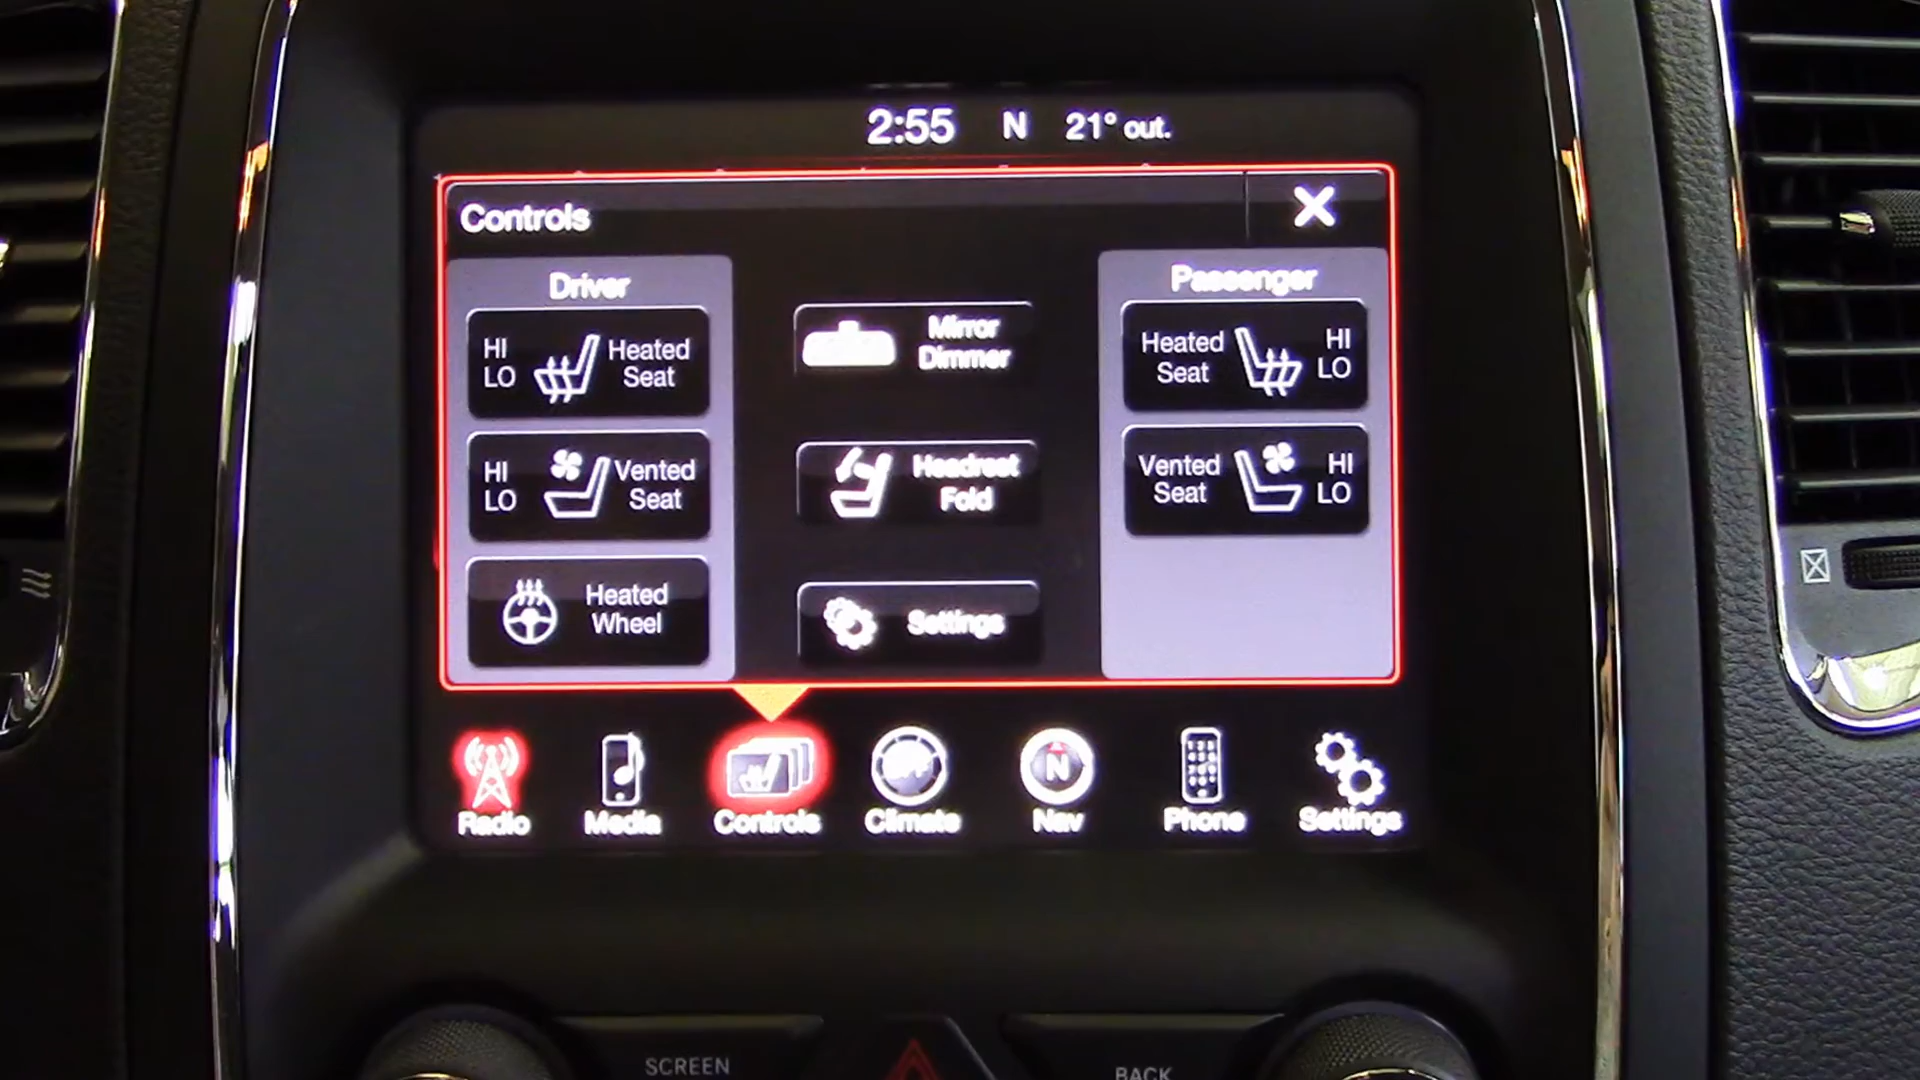 2:55 N 21° out.
Controls
Driver
HI
LO
Heated
Seat
HI
LO
Vented
Seat
Heated
Wheel
Mirror
Dimmer
Headrest
Fold
Settings
Passenger
Heated
Seat
HI
LO
Vented
Seat
HI
LO
Radio Media Controls Climate Nav Phone Settings
N
SCREEN
BACK